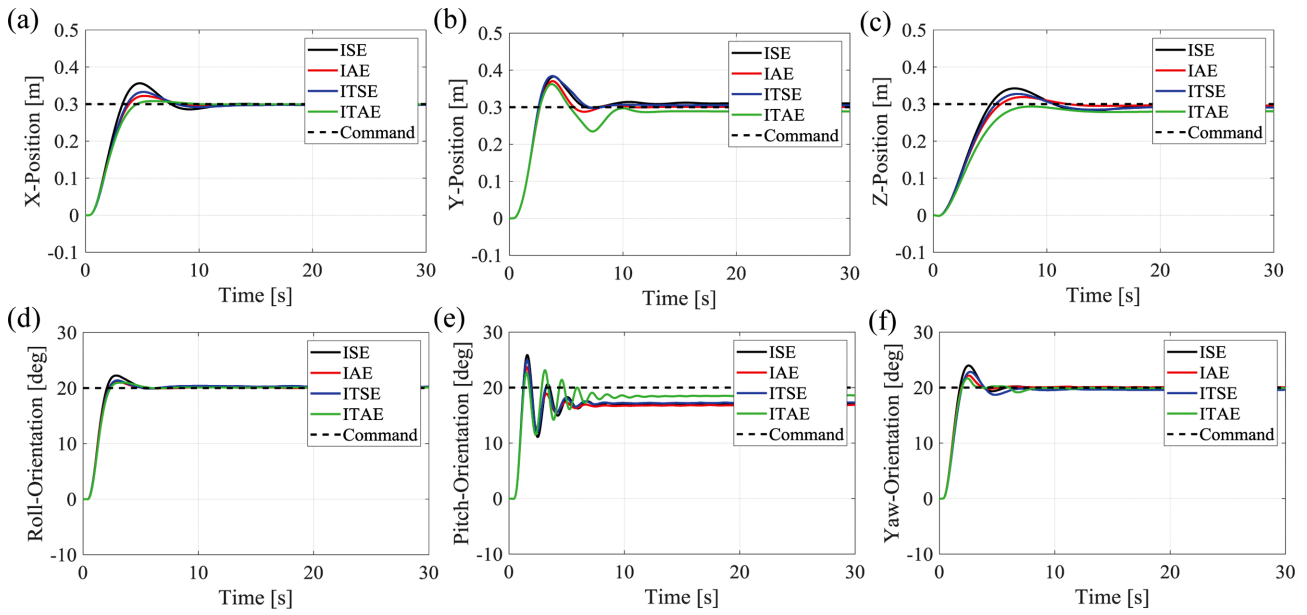 (a)
0.5
0.4
0.3
0.2
0.1
0
-0.1
X-Position [m]
0 10 20 30
Time [s]
ISE
IAE
ITSE
ITAE
Command
(b)
0.5
0.4
0.3
0.2
0.1
0
-0.1
Y-Position [m]
0 10 20 30
Time [s]
ISE
IAE
ITSE
ITAE
Command
(c)
0.5
0.4
0.3
0.2
0.1
0
-0.1
Z-Position [m]
0 10 20 30
Time [s]
ISE
IAE
ITSE
ITAE
Command
(d)
30
20
10
0
-10
Roll-Orientation [deg]
0 10 20 30
Time [s]
ISE
IAE
ITSE
ITAE
Command
(e)
30
20
10
0
-10
Pitch-Orientation [deg]
0 10 20 30
Time [s]
ISE
IAE
ITSE
ITAE
Command
(f)
30
20
10
0
-10
Yaw-Orientation [deg]
0 10 20 30
Time [s]
ISE
IAE
ITSE
ITAE
Command